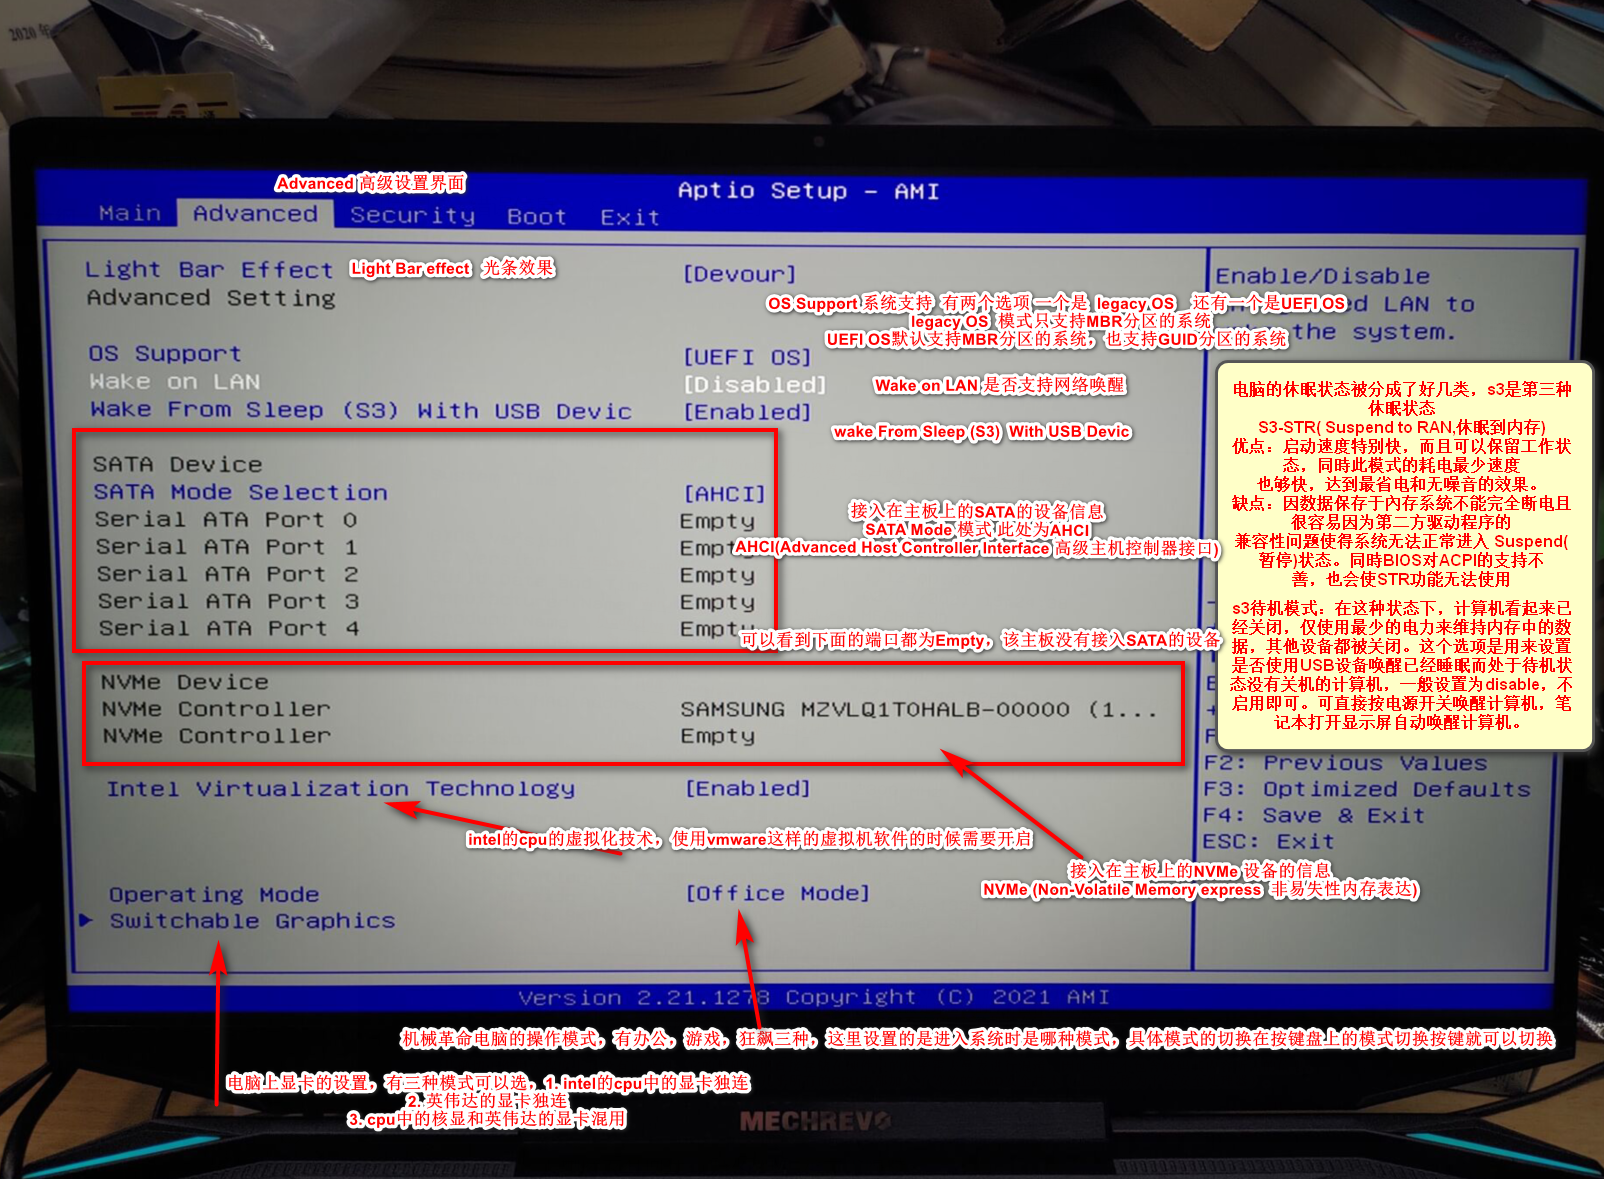 2020 年
Advanced 高级设置界面
Aptio Setup - AMI
Main Advanced Security Boot Exit
Light Bar Effect [Devour]
Light Bar effect 光条效果
Advanced Setting
OS Support 系统支持 有两个选项 一个是 legacy OS 还有一个是UEFI OS
legacy OS 模式只支持MBR分区的系统
UEFI OS默认支持MBR分区的系统，也支持GUID分区的系统
OS Support [UEFI OS]
Wake on LAN [Disabled]
Wake on LAN 是否支持网络唤醒
Wake From Sleep (S3) With USB Devic [Enabled]
wake From Sleep (S3) With USB Devic
SATA Device
SATA Mode Selection [AHCI]
Serial ATA Port 0 Empty
Serial ATA Port 1 Empty
Serial ATA Port 2 Empty
Serial ATA Port 3 Empty
Serial ATA Port 4 Empty
接入在主板上的SATA的设备信息
SATA Mode 模式 此处为AHCI
AHCI(Advanced Host Controller Interface 高级主机控制器接口)
可以看到下面的端口都为Empty，该主板没有接入SATA的设备
NVMe Device
NVMe Controller SAMSUNG MZVLQ1T0HALB-00000 (1...
NVMe Controller Empty
Intel Virtualization Technology [Enabled]
intel的cpu的虚拟化技术，使用vmware这样的虚拟机软件的时候需要开启
接入在主板上的NVMe 设备的信息
NVMe (Non-Volatile Memory express 非易失性内存表达)
Operating Mode [Office Mode]
Switchable Graphics
Enable/Disable
LAN to
the system.
电脑的休眠状态被分成了好几类，s3是第三种
休眠状态
S3-STR( Suspend to RAN,休眠到内存)
优点：启动速度特别快，而且可以保留工作状
态，同時此模式的耗电最少速度
也够快，达到最省电和无噪音的效果。
缺点：因数据保存于内存系统不能完全断电且
很容易因为第二方驱动程序的
兼容性问题使得系统无法正常进入 Suspend(
暂停)状态。同時BIOS对ACPI的支持不
善，也会使STR功能无法使用
s3待机模式：在这种状态下，计算机看起来已
经关闭，仅使用最少的电力来维持内存中的数
据，其他设备都被关闭。这个选项是用来设置
是否使用USB设备唤醒已经睡眠而处于待机状
态没有关机的计算机，一般设置为disable，不
启用即可。可直接按电源开关唤醒计算机，笔
记本打开显示屏自动唤醒计算机。
F2: Previous Values
F3: Optimized Defaults
F4: Save & Exit
ESC: Exit
Version 2.21.1278 Copyright (C) 2021 AMI
机械革命电脑的操作模式，有办公，游戏，狂飙三种，这里设置的是进入系统时是哪种模式，具体模式的切换在按键盘上的模式切换按键就可以切换
电脑上显卡的设置，有三种模式可以选，1. intel的cpu中的显卡独连
2. 英伟达的显卡独连
3. cpu中的核显和英伟达的显卡混用
MECHREVO